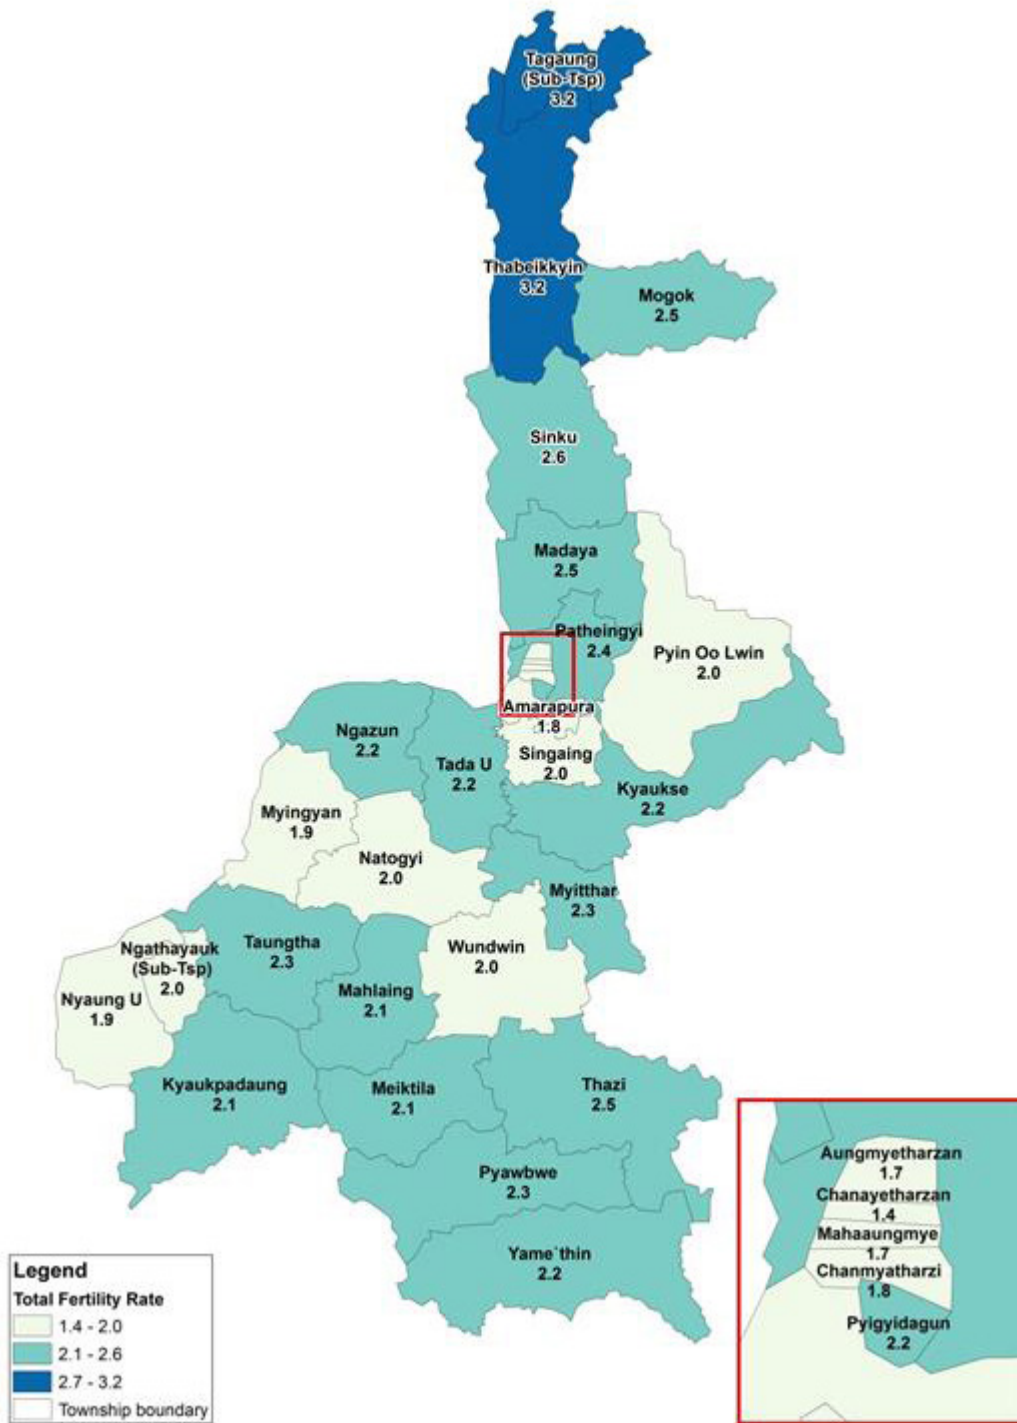 Tagaung
(Sub-Tsp)
3.2
Thabeikkyin
3.2
Mogok
2.5
Sinku
2.6
Madaya
2.5
Patheingyi
2.4
Pyin Oo Lwin
2.0
Amarapura
1.8
Singaing
2.0
Ngazun
2.2
Tada U
2.2
Kyaukse
2.2
Myingyan
1.9
Natogyi
2.0
Myitthar
2.3
Taungtha
2.3
Wundwin
2.0
Ngathayauk
(Sub-Tsp)
2.0
Nyaung U
1.9
Mahlaing
2.1
Kyaukpadaung
2.1
Meiktila
2.1
Thazi
2.5
Pyawbwe
2.3
Yame`thin
2.2
Aungmyetharzan
1.7
Chanayetharzan
1.4
Mahaaungmye
1.7
Chanmyatharzi
1.8
Pyigyidagun
2.2
Legend
Total Fertility Rate
1.4 - 2.0
2.1 - 2.6
2.7 - 3.2
Township boundary